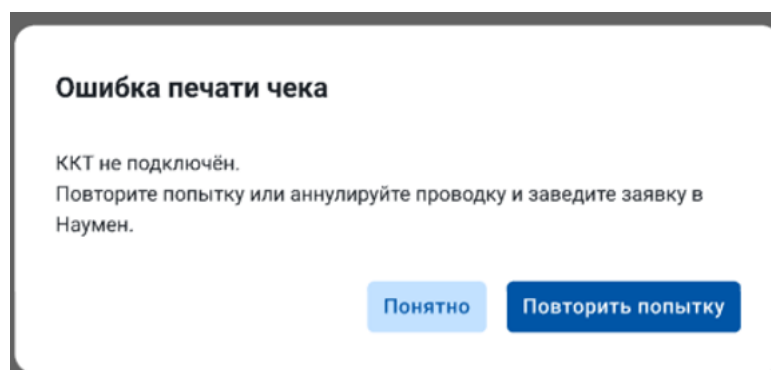 Ошибка печати чека
ККТ не подключён.
Повторите попытку или аннулируйте проводку и заведите заявку в
Наумен.
Понятно
Повторить попытку